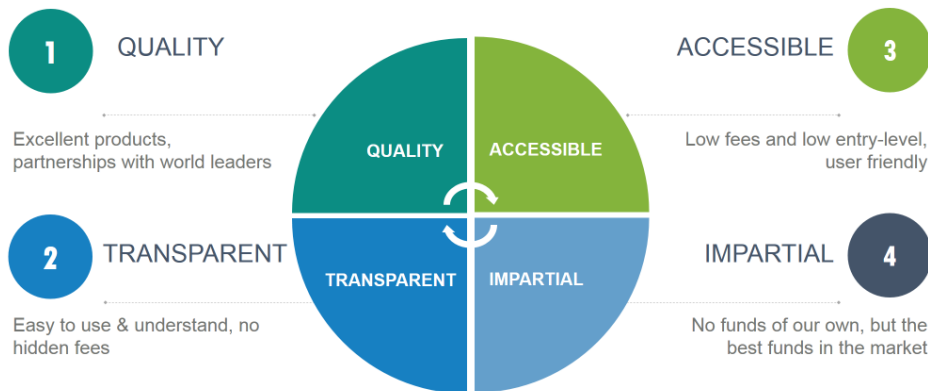 1
QUALITY
Excellent products,
partnerships with world leaders
2
TRANSPARENT
Easy to use & understand, no
hidden fees
QUALITY
ACCESSIBLE
TRANSPARENT
IMPARTIAL
ACCESSIBLE
3
Low fees and low entry-level,
user friendly
IMPARTIAL
4
No funds of our own, but the
best funds in the market